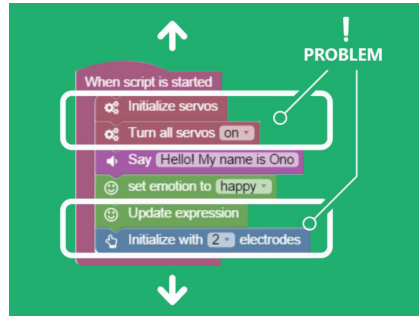 !
PROBLEM
When script is started
Initialize servos
Turn all servos on
Say Hello! My name is Ono
set emotion to happy
Update expression
Initialize with 2 electrodes